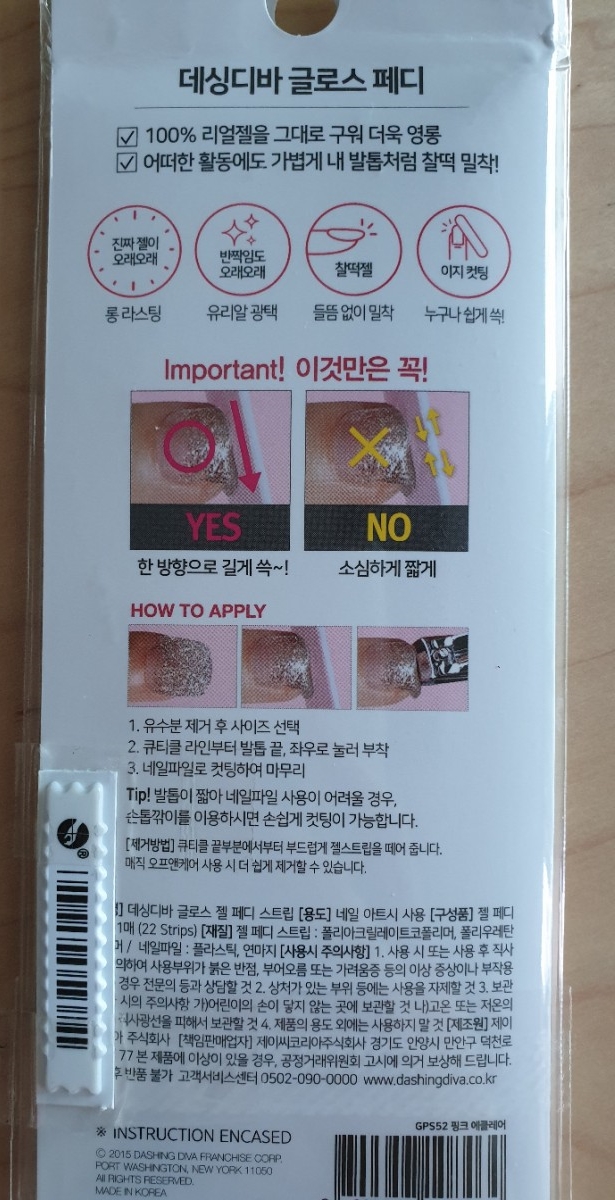 데싱디바 글로스 페디
100% 리얼젤을 그대로 구워 더욱 영롱
어떠한 활동에도 가볍게 내 발톱처럼 찰떡 밀착!
진짜 젤이
오래오래
롱 라스팅
반짝임도
오래오래
유리알 광택
찰떡젤
들뜸 없이 밀착
이지 컷팅
누구나 쉽게 쓱!
Important! 이것만은 꼭!
YES
한 방향으로 길게 쓱~!
NO
소심하게 짧게
HOW TO APPLY
1. 유수분 제거 후 사이즈 선택
2. 큐티클 라인부터 발톱 끝, 좌우로 눌러 부착
3. 네일파일로 컷팅하여 마무리
Tip! 발톱이 짧아 네일파일 사용이 어려울 경우,
손톱깎이를 이용하시면 손쉽게 컷팅이 가능합니다.
[제거방법] 큐티클 끝부분에서부터 부드럽게 젤스트립을 떼어 줍니다.
매직 오프앤케어 사용 시 더 쉽게 제거할 수 있습니다.
] 데싱디바 글로스 젤 페디 스트립 [용도] 네일 아트시 사용 [구성품] 젤 페디
1매 (22 Strips) [재질] 젤 페디 스트립 : 폴리아크릴레이트코폴리머, 폴리우레탄
머 / 네일파일 : 플라스틱, 연마지 [사용시 주의사항] 1. 사용 시 또는 사용 후 직사
의하여 사용부위가 붉은 반점, 부어오름 또는 가려움증 등의 이상 증상이나 부작용
경우 전문의 등과 상담할 것 2. 상처가 있는 부위 등에는 사용을 자제할 것 3. 보관
시의 주의사항 가)어린이의 손이 닿지 않는 곳에 보관할 것 나)고온 또는 저온의
직사광선을 피해서 보관할 것 4. 제품의 용도 외에는 사용하지 말 것 [제조원] 제이
아 주식회사 [책임판매업자] 제이씨코리아주식회사 경기도 안양시 만안구 덕천로
77 본 제품에 이상이 있을 경우, 공정거래위원회 고시에 의거 보상해 드립니다.
후 반품 불가 고객서비스센터 0502-090-0000 www.dashingdiva.co.kr
※ INSTRUCTION ENCASED
GPS52 핑크 에클레어
© 2015 DASHING DIVA FRANCHISE CORP.
PORT WASHINGTON, NEW YORK 11050
All RIGHTS RESERVED.
MADE IN KOREA